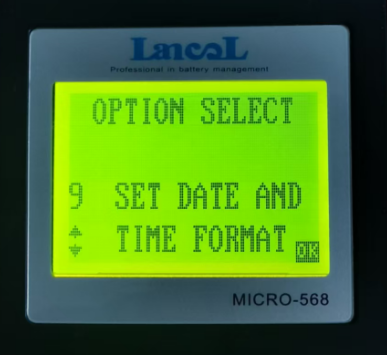 Lancol
Professional in battery management
OPTION SELECT
9 SET DATE AND
TIME FORMAT OK
MICRO-568